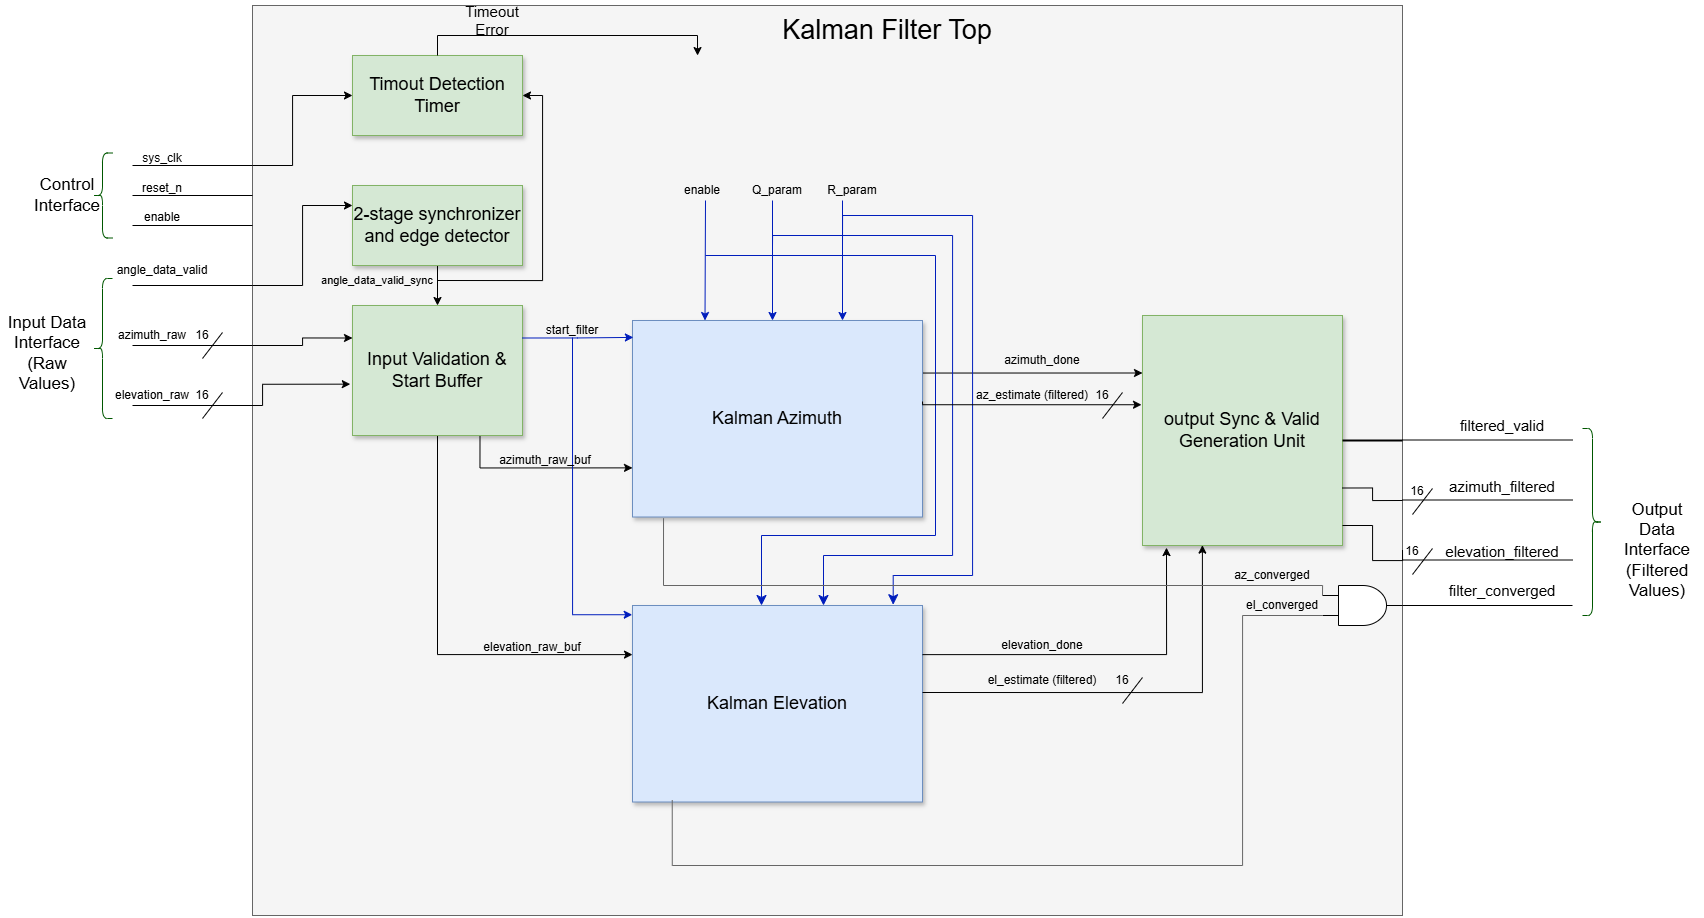 Timeout
Error
Kalman Filter Top
Timout Detection
Timer
sys_clk
Control
Interface
reset_n
enable
2-stage synchronizer
and edge detector
enable
Q_param
R_param
angle_data_valid
angle_data_valid_sync
Input Data
Interface
(Raw
Values)
azimuth_raw
16
elevation_raw
16
Input Validation &
Start Buffer
start_filter
Kalman Azimuth
azimuth_done
az_estimate (filtered)
16
output Sync & Valid
Generation Unit
azimuth_raw_buf
filtered_valid
16
azimuth_filtered
16
elevation_filtered
filter_converged
Output
Data
Interface
(Filtered
Values)
az_converged
el_converged
elevation_raw_buf
Kalman Elevation
elevation_done
el_estimate (filtered)
16